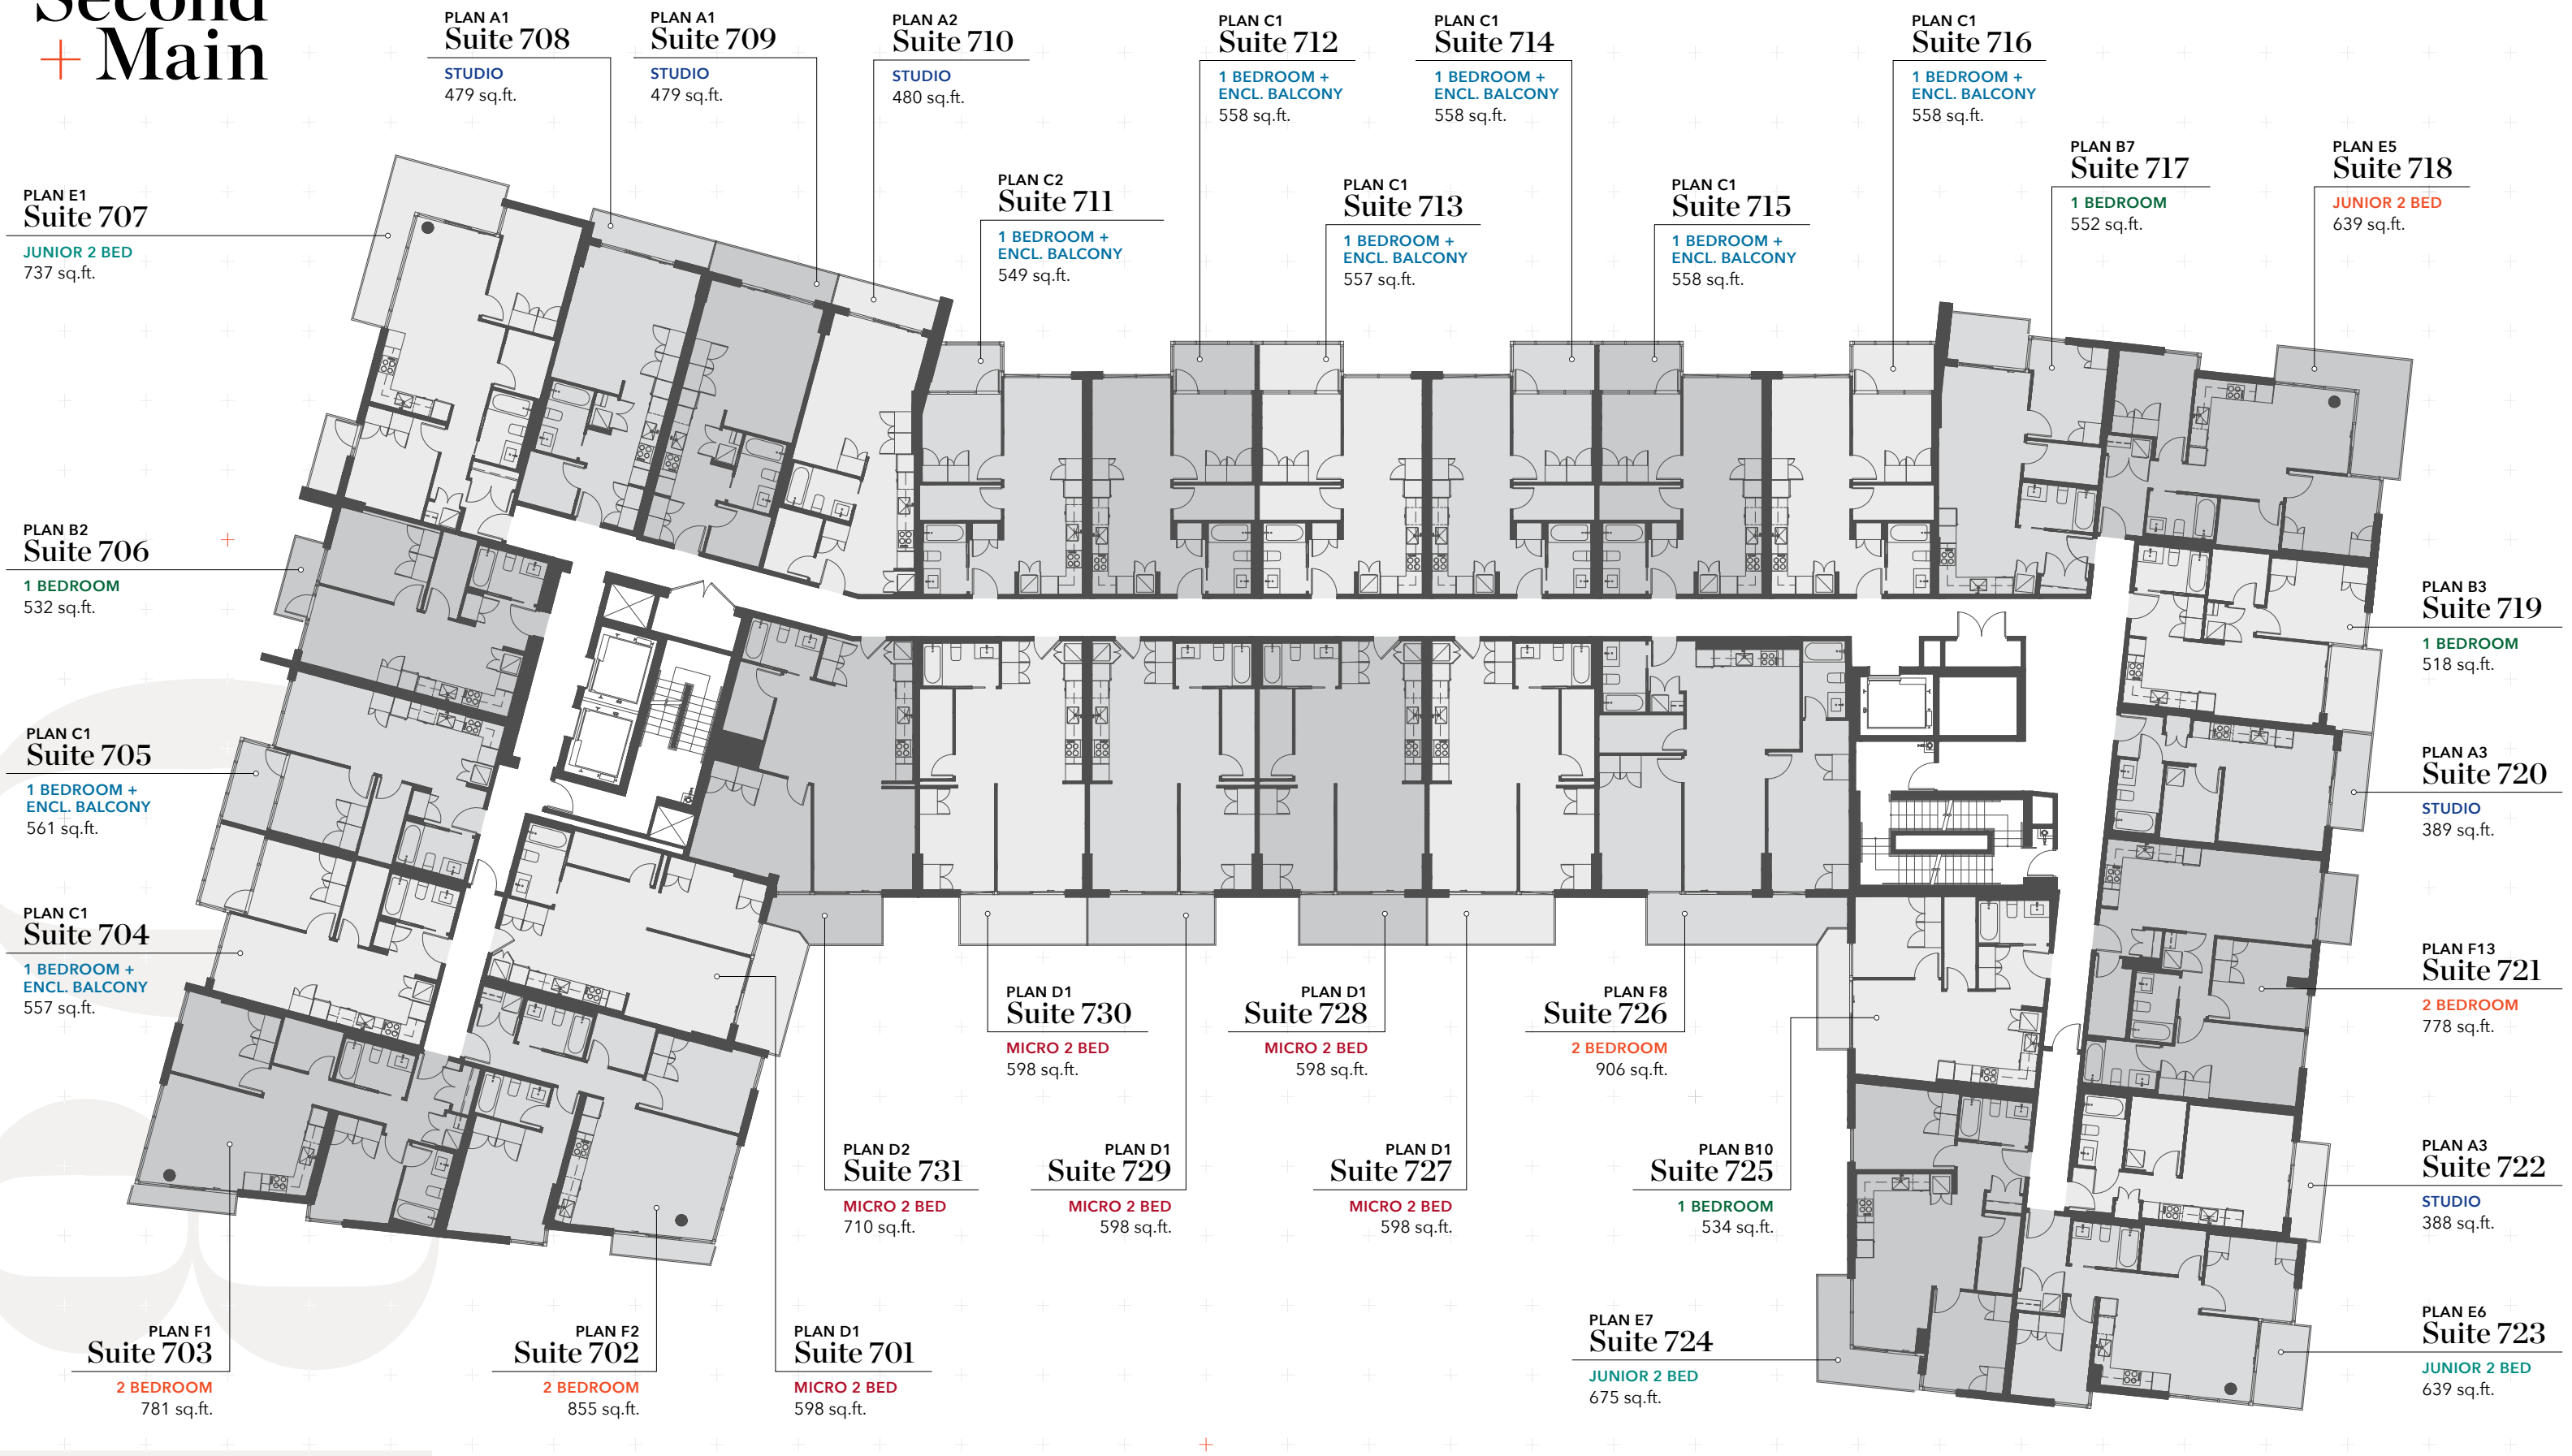 Second
+ Main
PLAN A1
Suite 708
STUDIO
479 sq.ft.
PLAN A1
Suite 709
STUDIO
479 sq.ft.
PLAN A2
Suite 710
STUDIO
480 sq.ft.
PLAN C1
Suite 712
1 BEDROOM +
ENCL. BALCONY
558 sq.ft.
PLAN C1
Suite 714
1 BEDROOM +
ENCL. BALCONY
558 sq.ft.
PLAN C1
Suite 716
1 BEDROOM +
ENCL. BALCONY
558 sq.ft.
PLAN E1
Suite 707
JUNIOR 2 BED
737 sq.ft.
PLAN C2
Suite 711
1 BEDROOM +
ENCL. BALCONY
549 sq.ft.
PLAN C1
Suite 713
1 BEDROOM +
ENCL. BALCONY
557 sq.ft.
PLAN C1
Suite 715
1 BEDROOM +
ENCL. BALCONY
558 sq.ft.
PLAN B7
Suite 717
1 BEDROOM
552 sq.ft.
PLAN E5
Suite 718
JUNIOR 2 BED
639 sq.ft.
PLAN B2
Suite 706
1 BEDROOM
532 sq.ft.
PLAN B3
Suite 719
1 BEDROOM
518 sq.ft.
PLAN C1
Suite 705
1 BEDROOM +
ENCL. BALCONY
561 sq.ft.
PLAN A3
Suite 720
STUDIO
389 sq.ft.
PLAN C1
Suite 704
1 BEDROOM +
ENCL. BALCONY
557 sq.ft.
PLAN F13
Suite 721
2 BEDROOM
778 sq.ft.
PLAN D1
Suite 730
MICRO 2 BED
598 sq.ft.
PLAN D1
Suite 728
MICRO 2 BED
598 sq.ft.
PLAN F8
Suite 726
2 BEDROOM
906 sq.ft.
PLAN D2
Suite 731
MICRO 2 BED
710 sq.ft.
PLAN D1
Suite 729
MICRO 2 BED
598 sq.ft.
PLAN D1
Suite 727
MICRO 2 BED
598 sq.ft.
PLAN B10
Suite 725
1 BEDROOM
534 sq.ft.
PLAN A3
Suite 722
STUDIO
388 sq.ft.
PLAN F1
Suite 703
2 BEDROOM
781 sq.ft.
PLAN F2
Suite 702
2 BEDROOM
855 sq.ft.
PLAN D1
Suite 701
MICRO 2 BED
598 sq.ft.
PLAN E7
Suite 724
JUNIOR 2 BED
675 sq.ft.
PLAN E6
Suite 723
JUNIOR 2 BED
639 sq.ft.